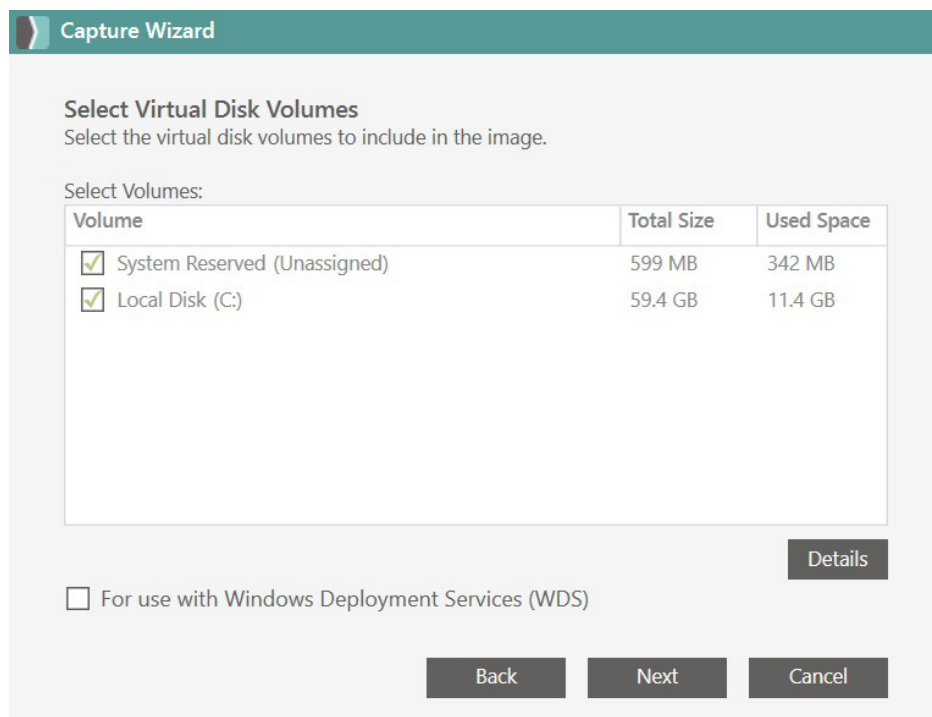 Capture Wizard
Select Virtual Disk Volumes
Select the virtual disk volumes to include in the image.
Select Volumes:
Volume Total Size Used Space
System Reserved (Unassigned) 599 MB 342 MB
Local Disk (C:) 59.4 GB 11.4 GB
Details
For use with Windows Deployment Services (WDS)
Back Next Cancel